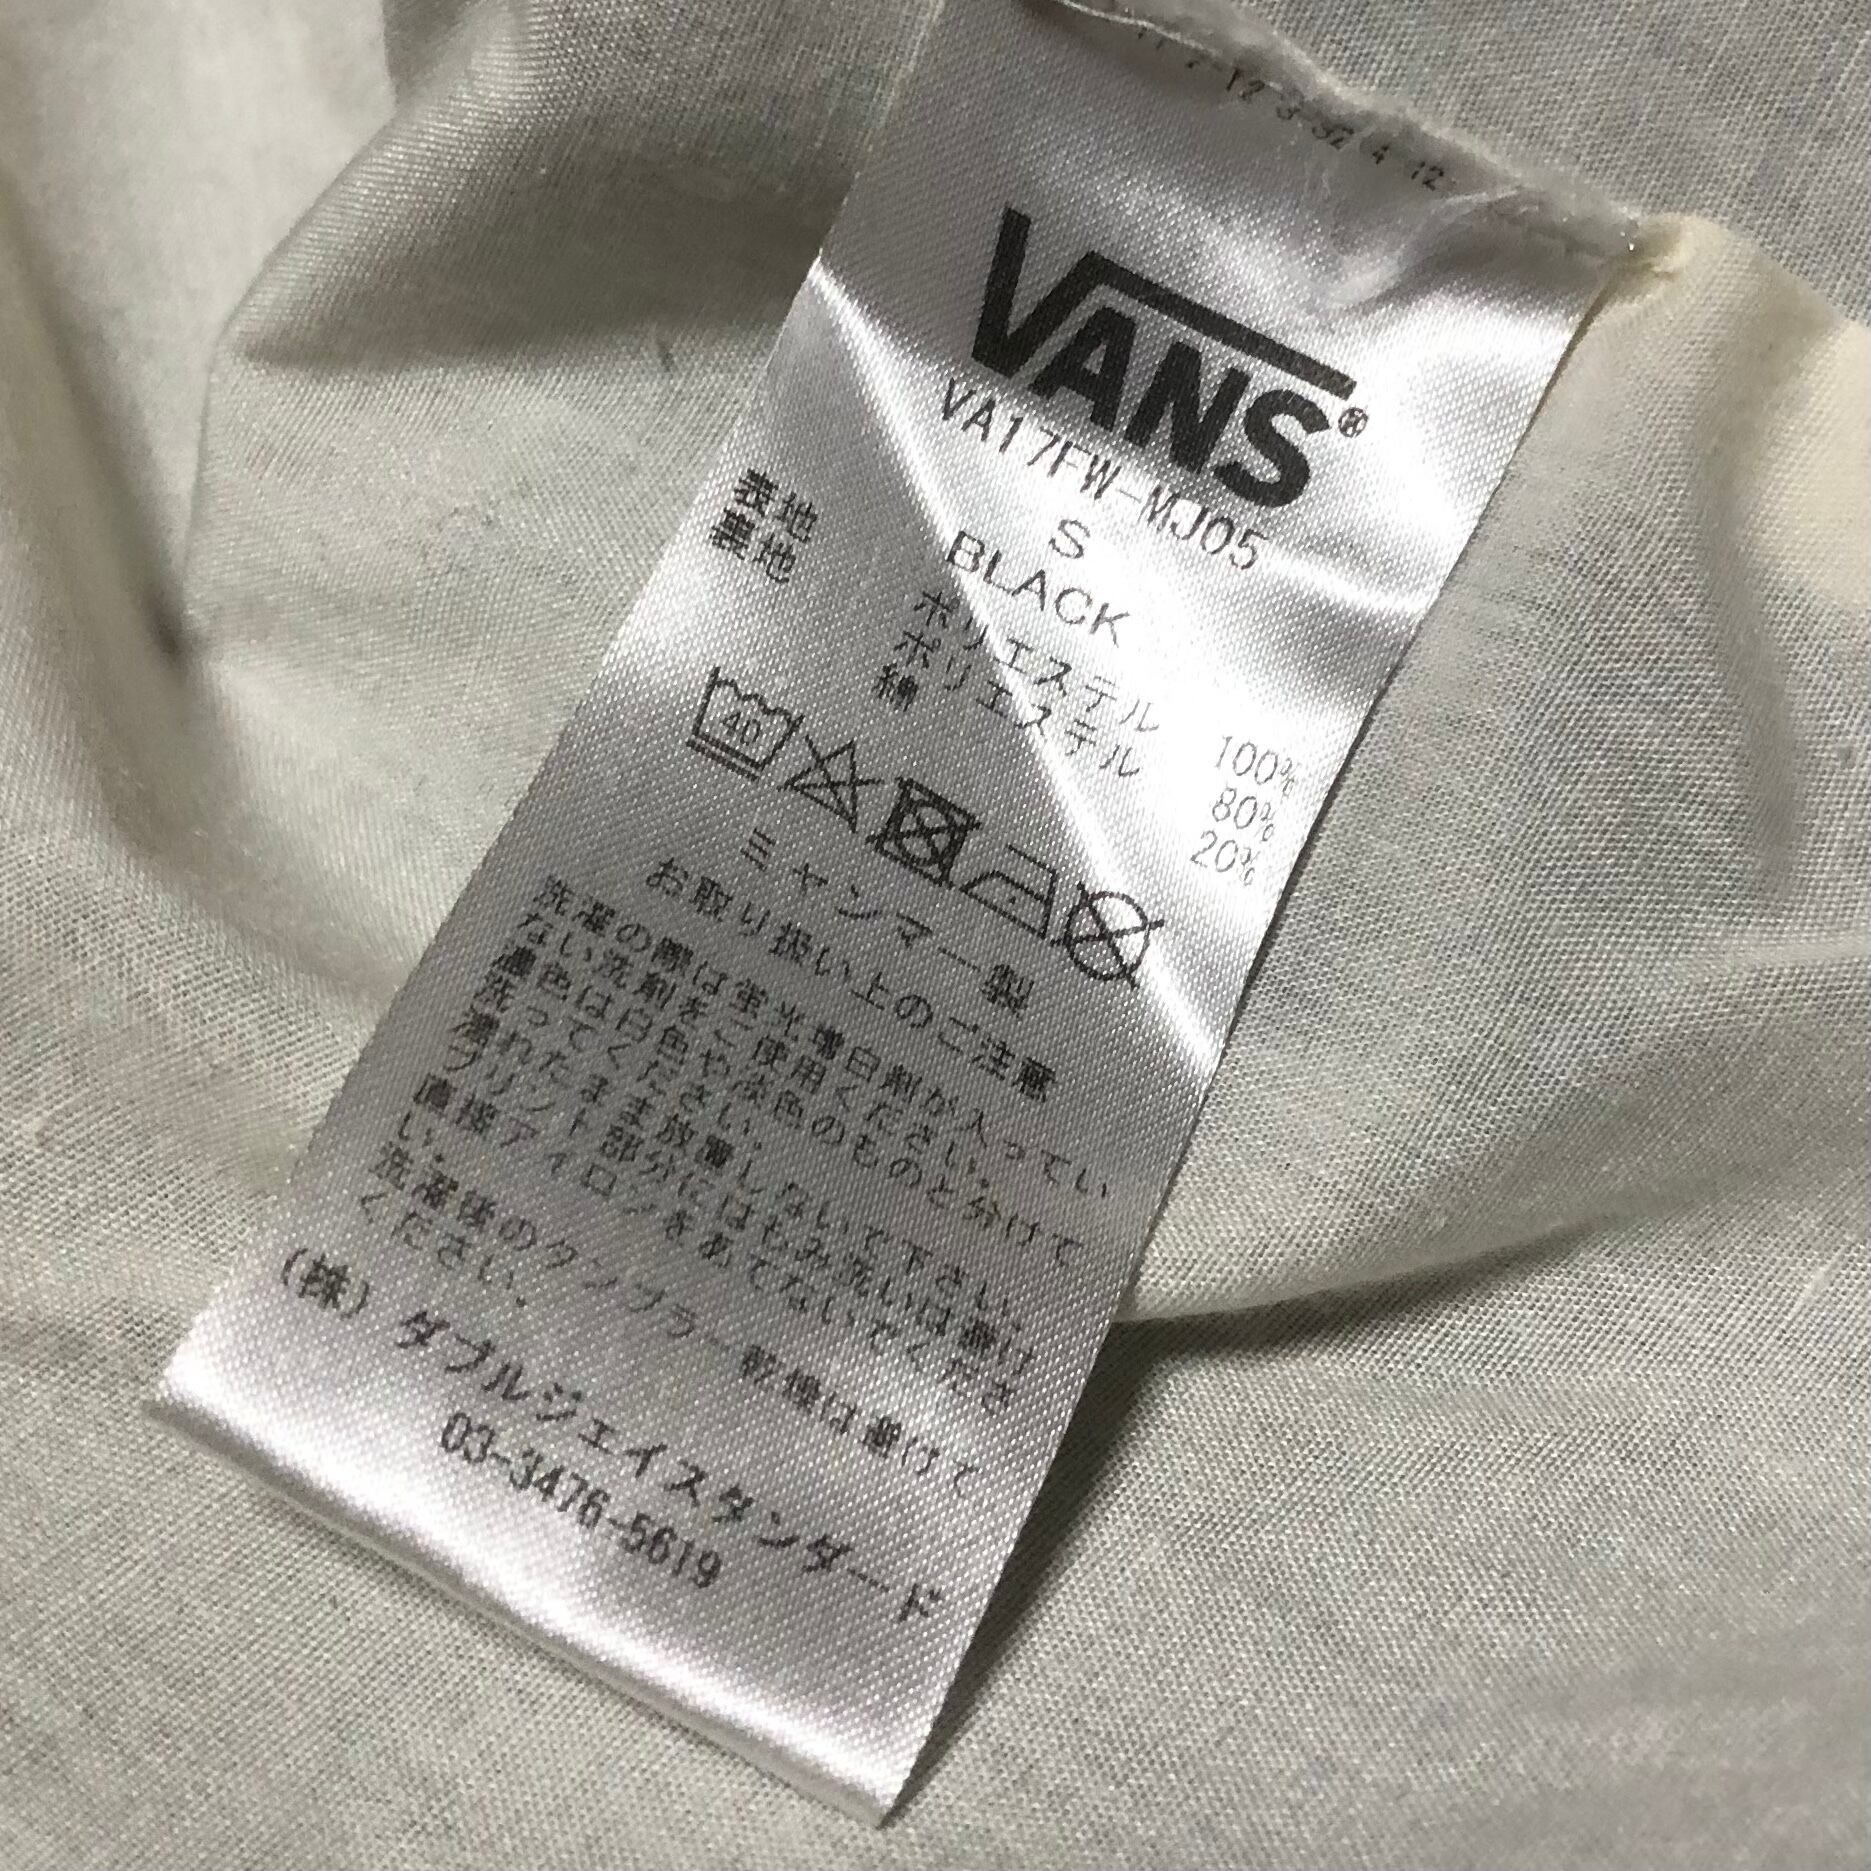 VANS®
VA17FW-MJ05
S
BLACK
表地 ポリエステル 100%
裏地 ポリエステル 80%
綿 20%
40
ミャンマー製
お取り扱い上のご注意
洗濯の際は蛍光増白剤が入ってい
ない洗剤をご使用ください。
濃色は白色や淡色のものと分けて
洗ってください。
濡れたまま放置しないで下さい。
プリント部分にはもみ洗いは避け
直接アイロンをあてないでくださ
い。
洗濯後のタンブラー乾燥は避けて
ください。
(株)ダブルジェイスタンダード
03-3476-5619